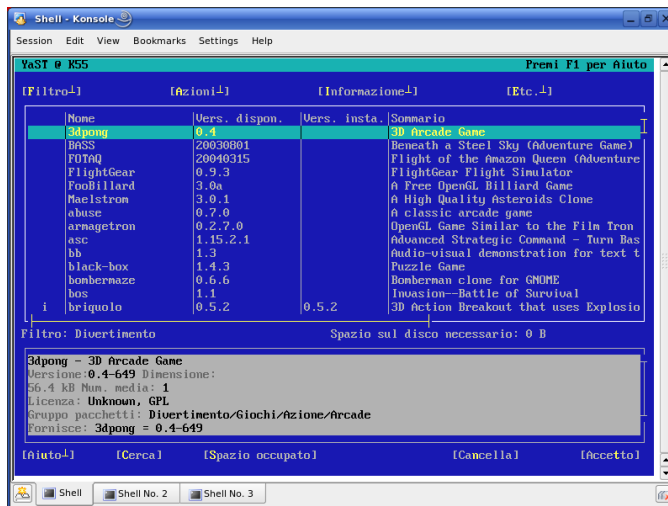 Shell - Konsole
Session Edit View Bookmarks Settings Help
YaST @ K55 Premi F1 per Aiuto
[Filtro┴] [Azioni┴] [Informazione┴] [Etc.┴]
Nome Vers. dispon. Vers. insta. Sommario
3dpong 0.4 3D Arcade Game
BASS 20030801 Beneath a Steel Sky (Adventure Game)
FOTAQ 20040315 Flight of the Amazon Queen (Adventure
FlightGear 0.9.3 FlightGear Flight Simulator
FooBillard 3.0a A Free OpenGL Billiard Game
Maelstrom 3.0.1 A High Quality Asteroids Clone
abuse 0.7.0 A classic arcade game
armagetron 0.2.7.0 OpenGL Game Similar to the Film Tron
asc 1.15.2.1 Advanced Strategic Command - Turn Bas
bb 1.3 Audio-visual demonstration for text t
black-box 1.4.3 Puzzle Game
bombermaze 0.6.6 Bomberman clone for GNOME
bos 1.1 Invasion--Battle of Survival
i briquolo 0.5.2 0.5.2 3D Action Breakout that uses Explosio
Filtro: Divertimento Spazio sul disco necessario: 0 B
3dpong - 3D Arcade Game
Versione:0.4-649 Dimensione:
56.4 kB Num. media: 1
Licenza: Unknown, GPL
Gruppo pacchetti: Divertimento/Giochi/Azione/Arcade
Fornisce: 3dpong = 0.4-649
[Aiuto┴] [Cerca] [Spazio occupato] [Cancella] [Accetto]
Shell Shell No. 2 Shell No. 3